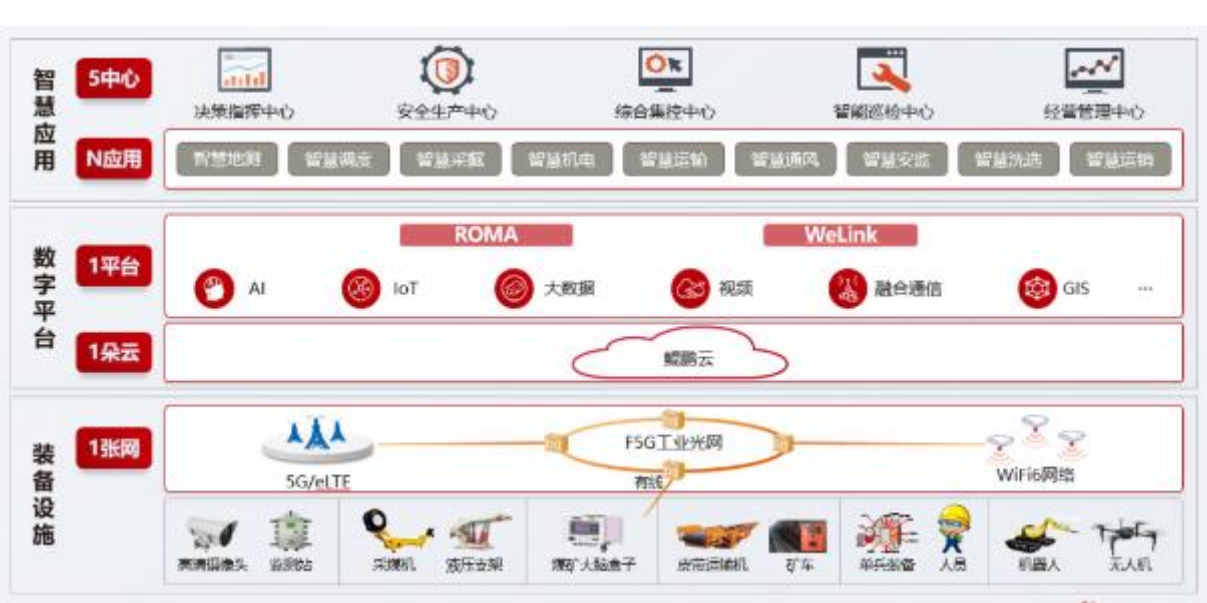 智慧应用
5中心
决策指挥中心
安全生产中心
综合集控中心
智能巡检中心
经营管理中心
N应用
智慧地测
智慧调度
智慧采掘
智慧机电
智慧运输
智慧通风
智慧安监
智慧洗选
智慧运销
数字平台
1平台
ROMA
WeLink
AI
IoT
大数据
视频
融合通信
GIS
...
1朵云
鲲鹏云
装备设施
1张网
5G/eLTE
F5G工业光网
有线
WiFi6网络
高清摄像头
监测站
采煤机
液压支架
煤矿大脑盒子
皮带运输机
矿车
单兵装备
人员
机器人
无人机